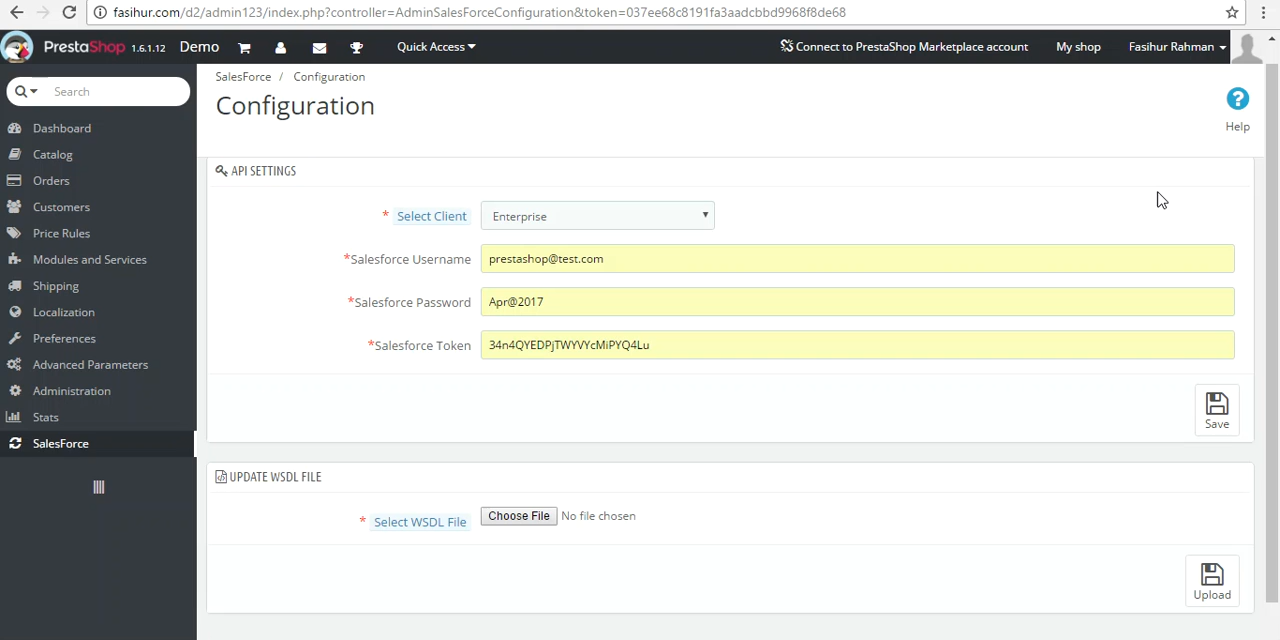 fasihur.com/d2/admin123/index.php?controller=AdminSalesForceConfiguration&token=037ee68c8191fa3aadcbbd9968f8de68
PrestaShop 1.6.1.12 Demo Quick Access Connect to PrestaShop Marketplace account My shop Fasihur Rahman
Search
Dashboard
Catalog
Orders
Customers
Price Rules
Modules and Services
Shipping
Localization
Preferences
Advanced Parameters
Administration
Stats
SalesForce
SalesForce / Configuration
Configuration
Help
API SETTINGS
* Select Client Enterprise
*Salesforce Username prestashop@test.com
*Salesforce Password Apr@2017
*Salesforce Token 34n4QYEDPjTWYVYcMiPYQ4Lu
Save
UPDATE WSDL FILE
* Select WSDL File Choose File No file chosen
Upload